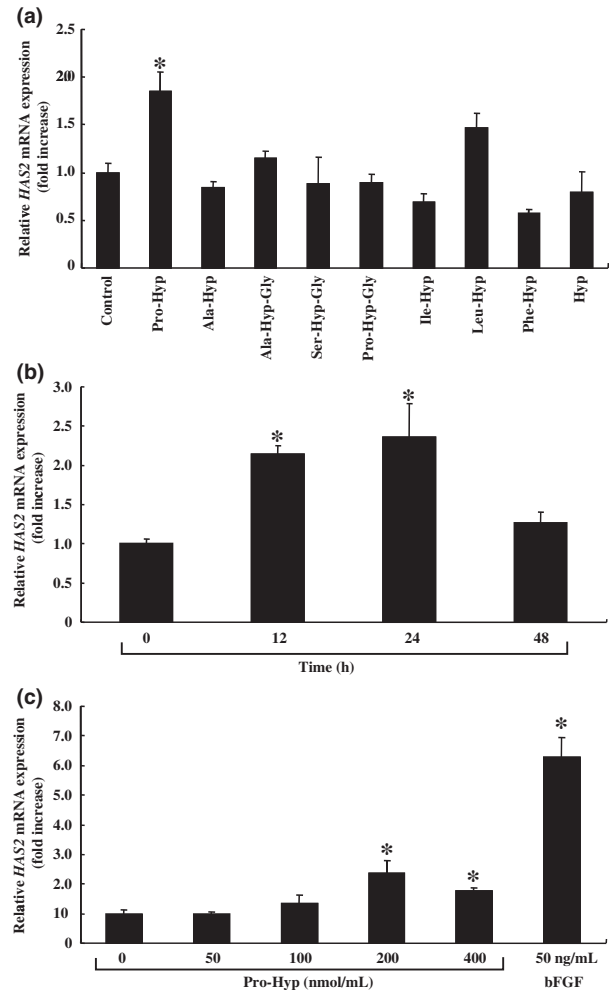 (a)
Relative HAS2 mRNA expression
(fold increase)
2.5
20
1.5
1.0
0.5
0
*
Control
Pro-Hyp
Ala-Hyp
Ala-Hyp-Gly
Ser-Hyp-Gly
Pro-Hyp-Gly
Ile-Hyp
Leu-Hyp
Phe-Hyp
Hyp
(b)
Relative HAS2 mRNA expression
(fold increase)
3.0
2.5
2.0
1.5
1.0
0.5
0
* *
0 12 24 48
Time (h)
(c)
Relative HAS2 mRNA expression
(fold increase)
8.0
7.0
6.0
5.0
4.0
3.0
2.0
10
0
* * *
0 50 100 200 400 50 ng/mL
Pro-Hyp (nmol/mL) bFGF